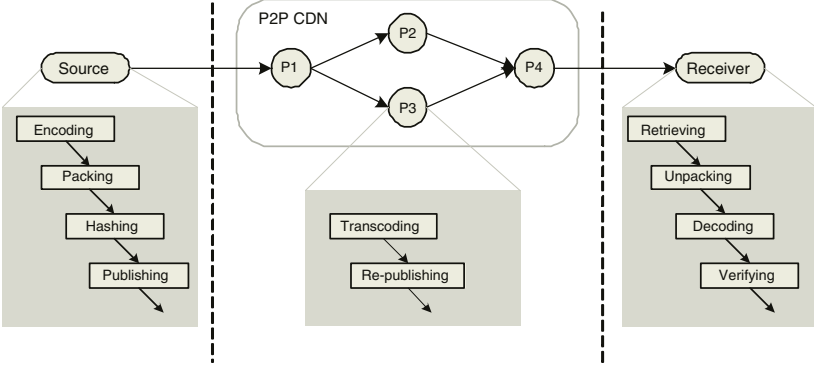 P2P CDN
Source
P1
P2
P3
P4
Receiver
Encoding
Packing
Hashing
Publishing
Transcoding
Re-publishing
Retrieving
Unpacking
Decoding
Verifying